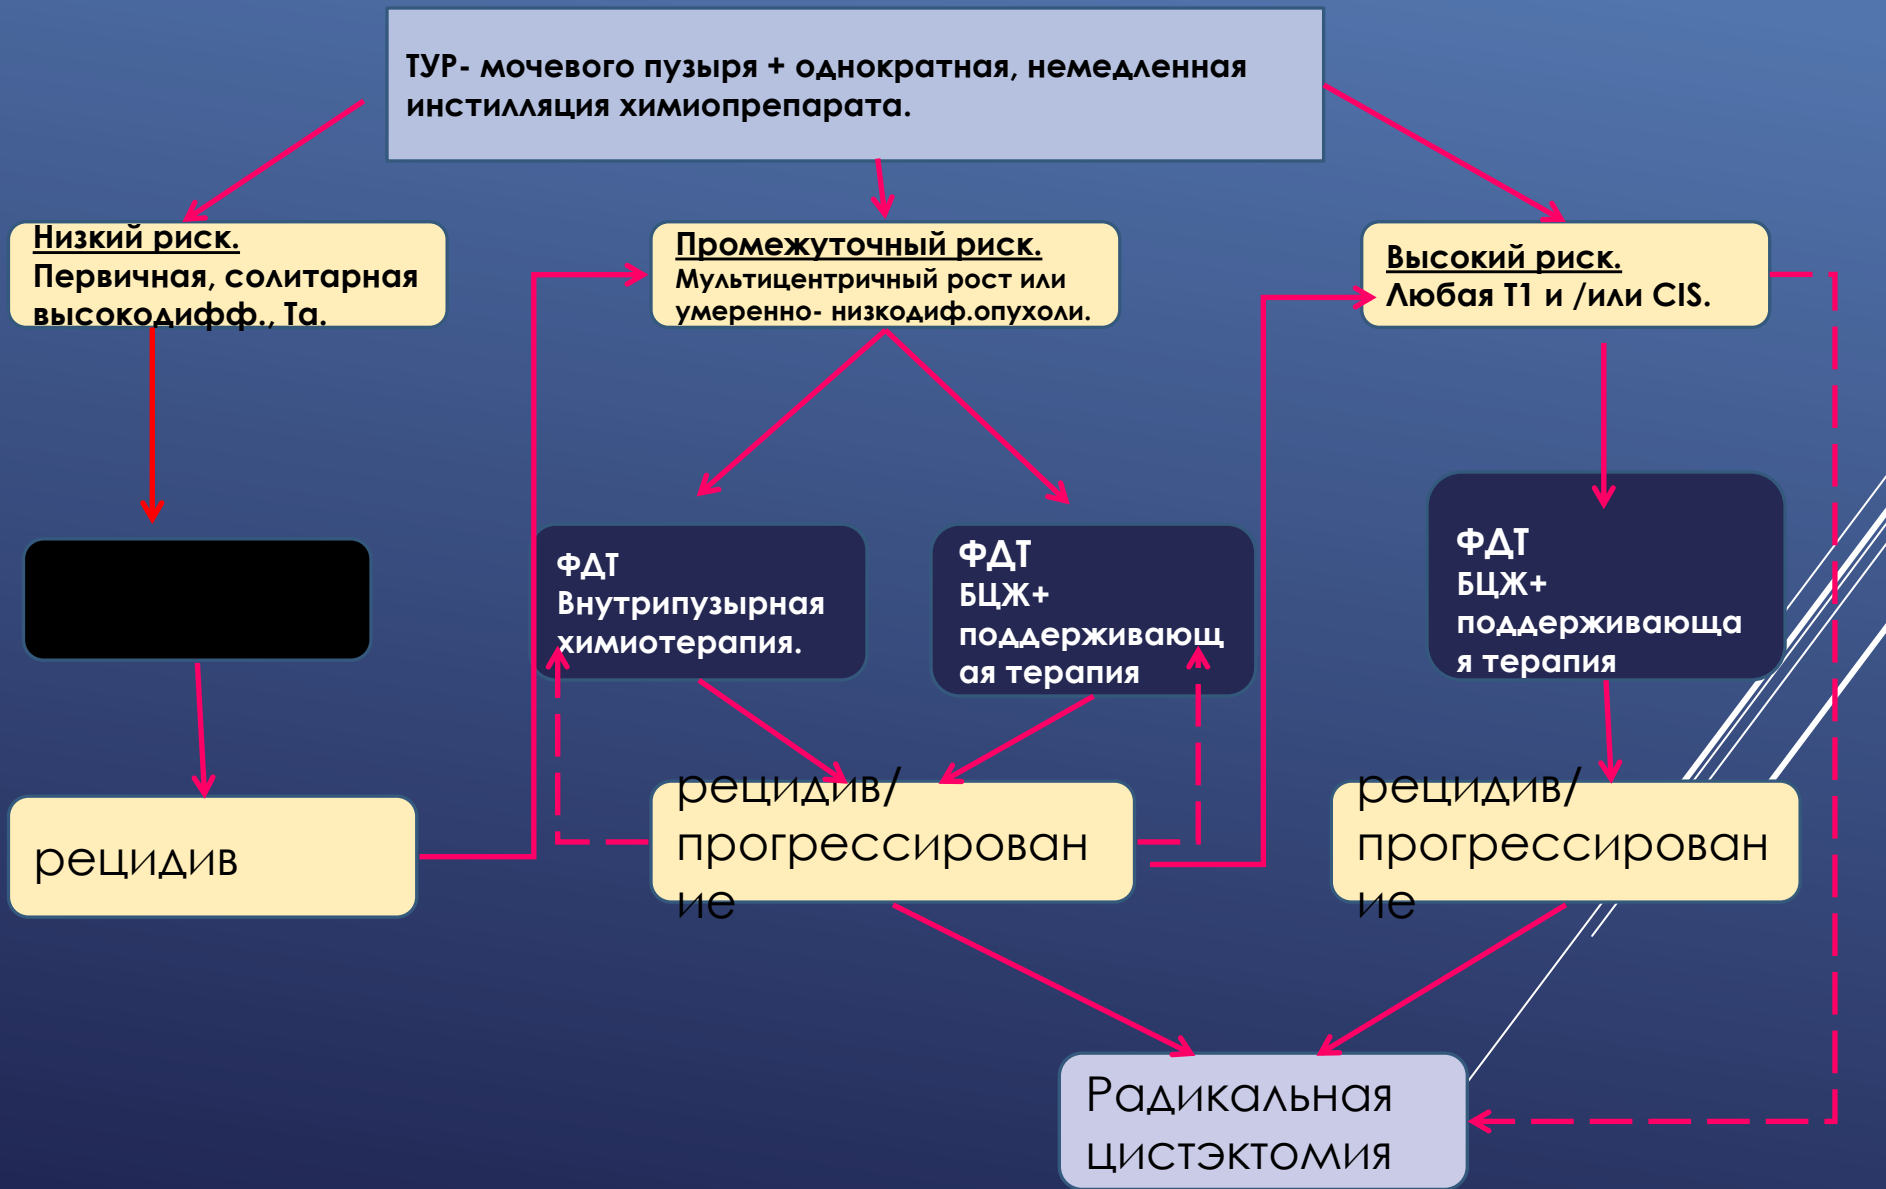 ТУР- мочевого пузыря + однократная, немедленная
инстилляция химиопрепарата.
Низкий риск.
Первичная, солитарная
высокодифф., Та.
Промежуточный риск.
Мультицентричный рост или
умеренно- низкодиф.опухоли.
Высокий риск.
Любая Т1 и /или CIS.
ФДТ
Внутрипузырная
химиотерапия.
ФДТ
БЦЖ+
поддерживающ
ая терапия
ФДТ
БЦЖ+
поддерживающа
я терапия
рецидив
рецидив/
прогрессирован
ие
рецидив/
прогрессирован
ие
Радикальная
цистэктомия